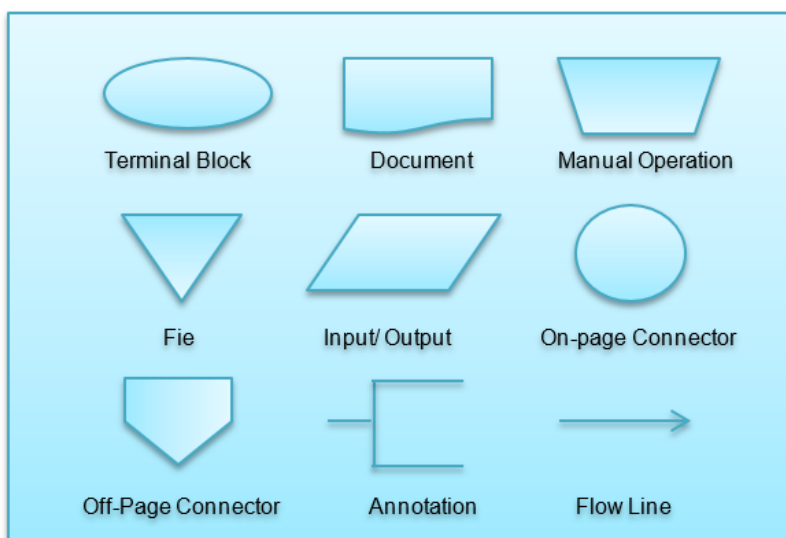 Terminal Block
Document
Manual Operation
Fie
Input/ Output
On-page Connector
Off-Page Connector
Annotation
Flow Line